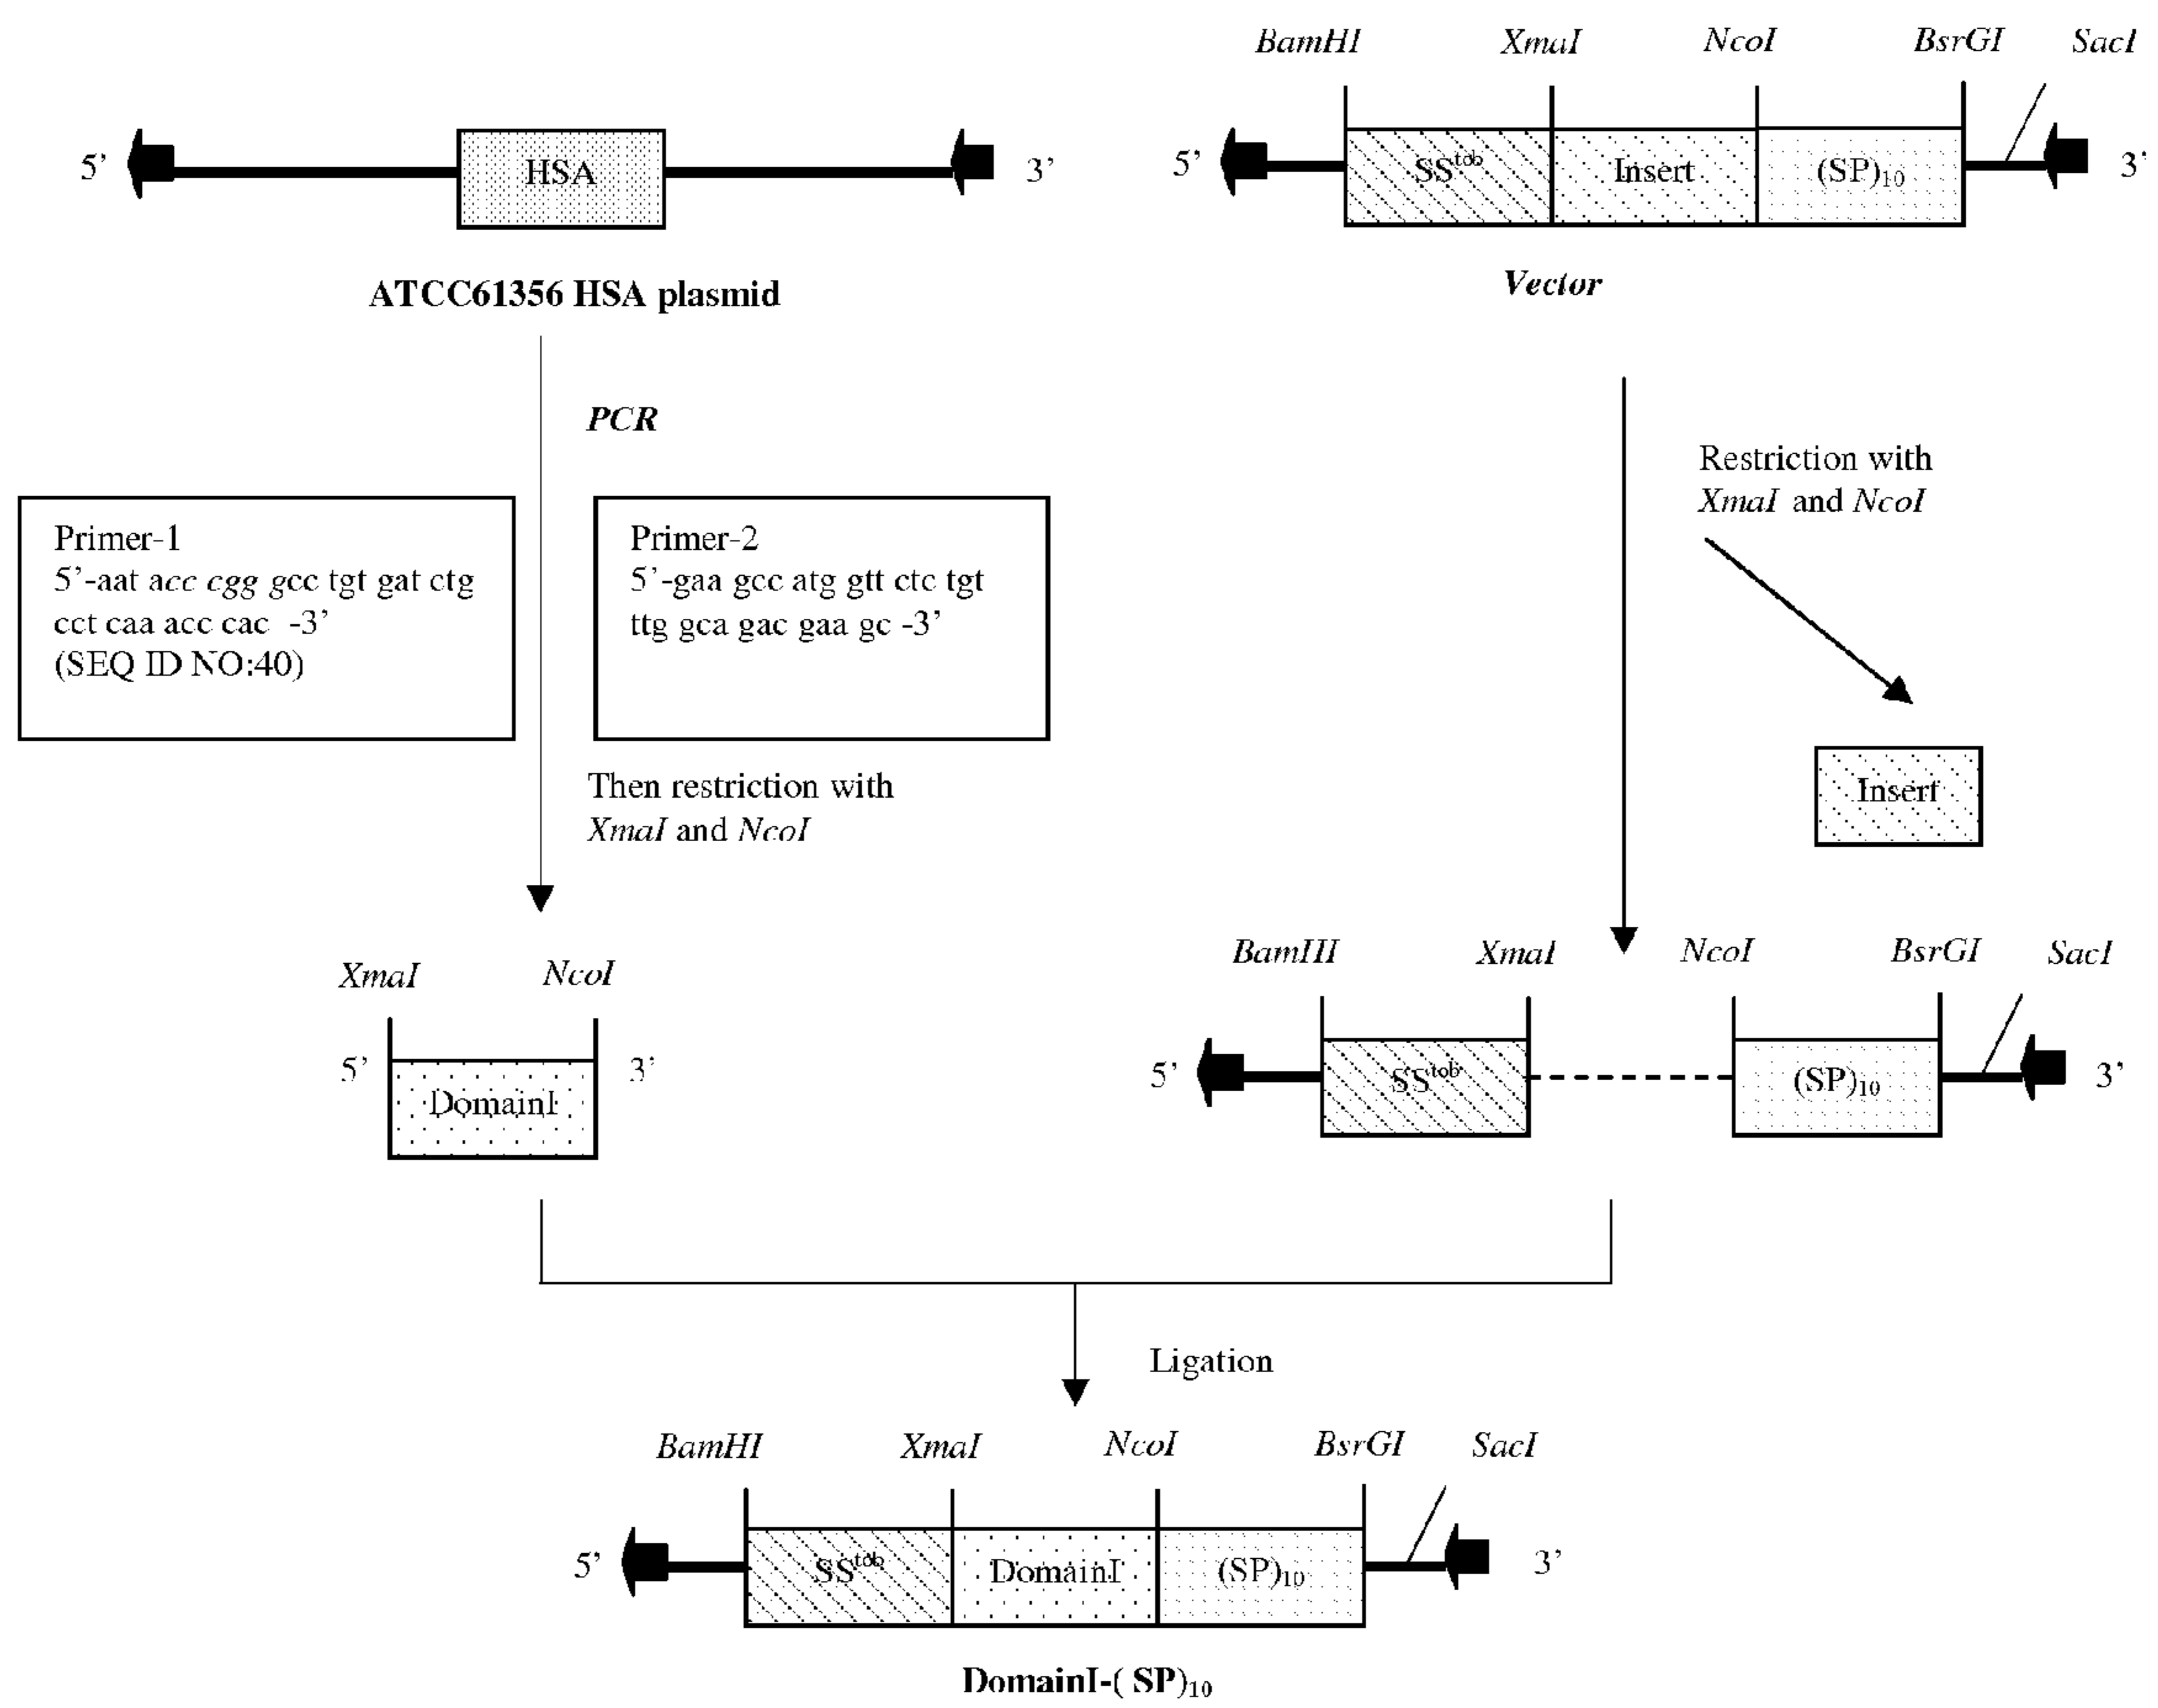 BamHI XmaI NcoI BsrGI SacI
5’ HSA 3’
5’ SS^tob Insert (SP)₁₀ 3’
ATCC61356 HSA plasmid
Vector
PCR
Primer-1
5’-aat acc cgg gcc tgt gat ctg
cct caa acc cac -3’
(SEQ ID NO:40)
Primer-2
5’-gaa gcc atg gtt ctc tgt
ttg gca gac gaa gc -3’
Then restriction with
XmaI and NcoI
Restriction with
XmaI and NcoI
Insert
XmaI NcoI
5’ 3’
DomainI
BamIII XmaI NcoI BsrGI SacI
5’ SS^tob (SP)₁₀ 3’
Ligation
BamHI XmaI NcoI BsrGI SacI
5’ SS^tob DomainI (SP)₁₀ 3’
DomainI-( SP)₁₀